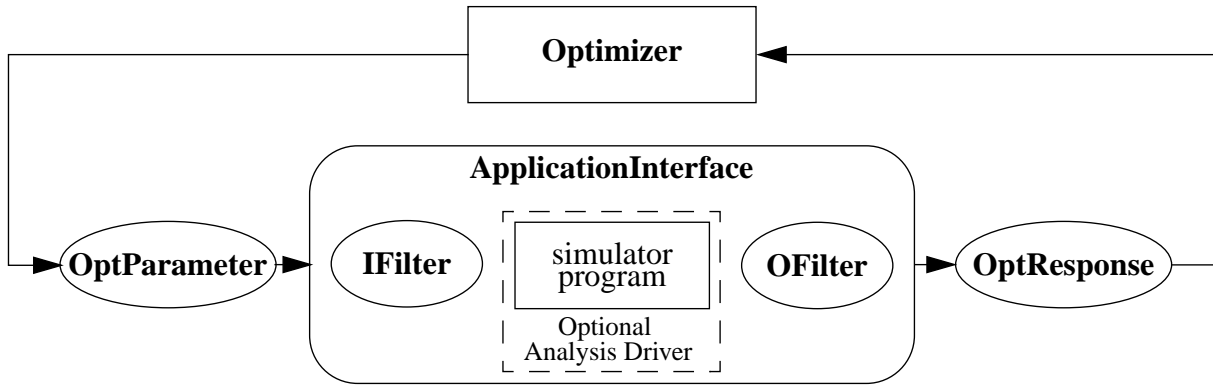 Optimizer
ApplicationInterface
OptParameter
IFilter
simulator
program
OFilter
OptResponse
Optional
Analysis Driver